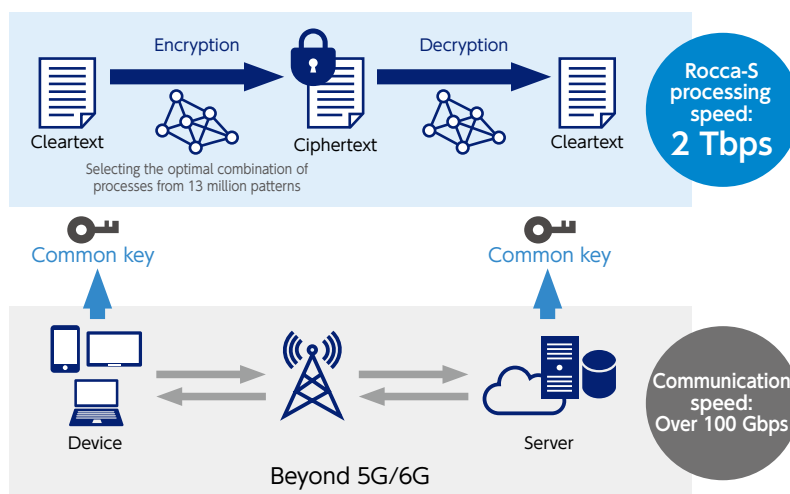 Encryption
Decryption
Cleartext
Ciphertext
Cleartext
Selecting the optimal combination of
processes from 13 million patterns
Rocca-S
processing
speed:
2 Tbps
Common key
Common key
Device
Server
Beyond 5G/6G
Communication
speed:
Over 100 Gbps